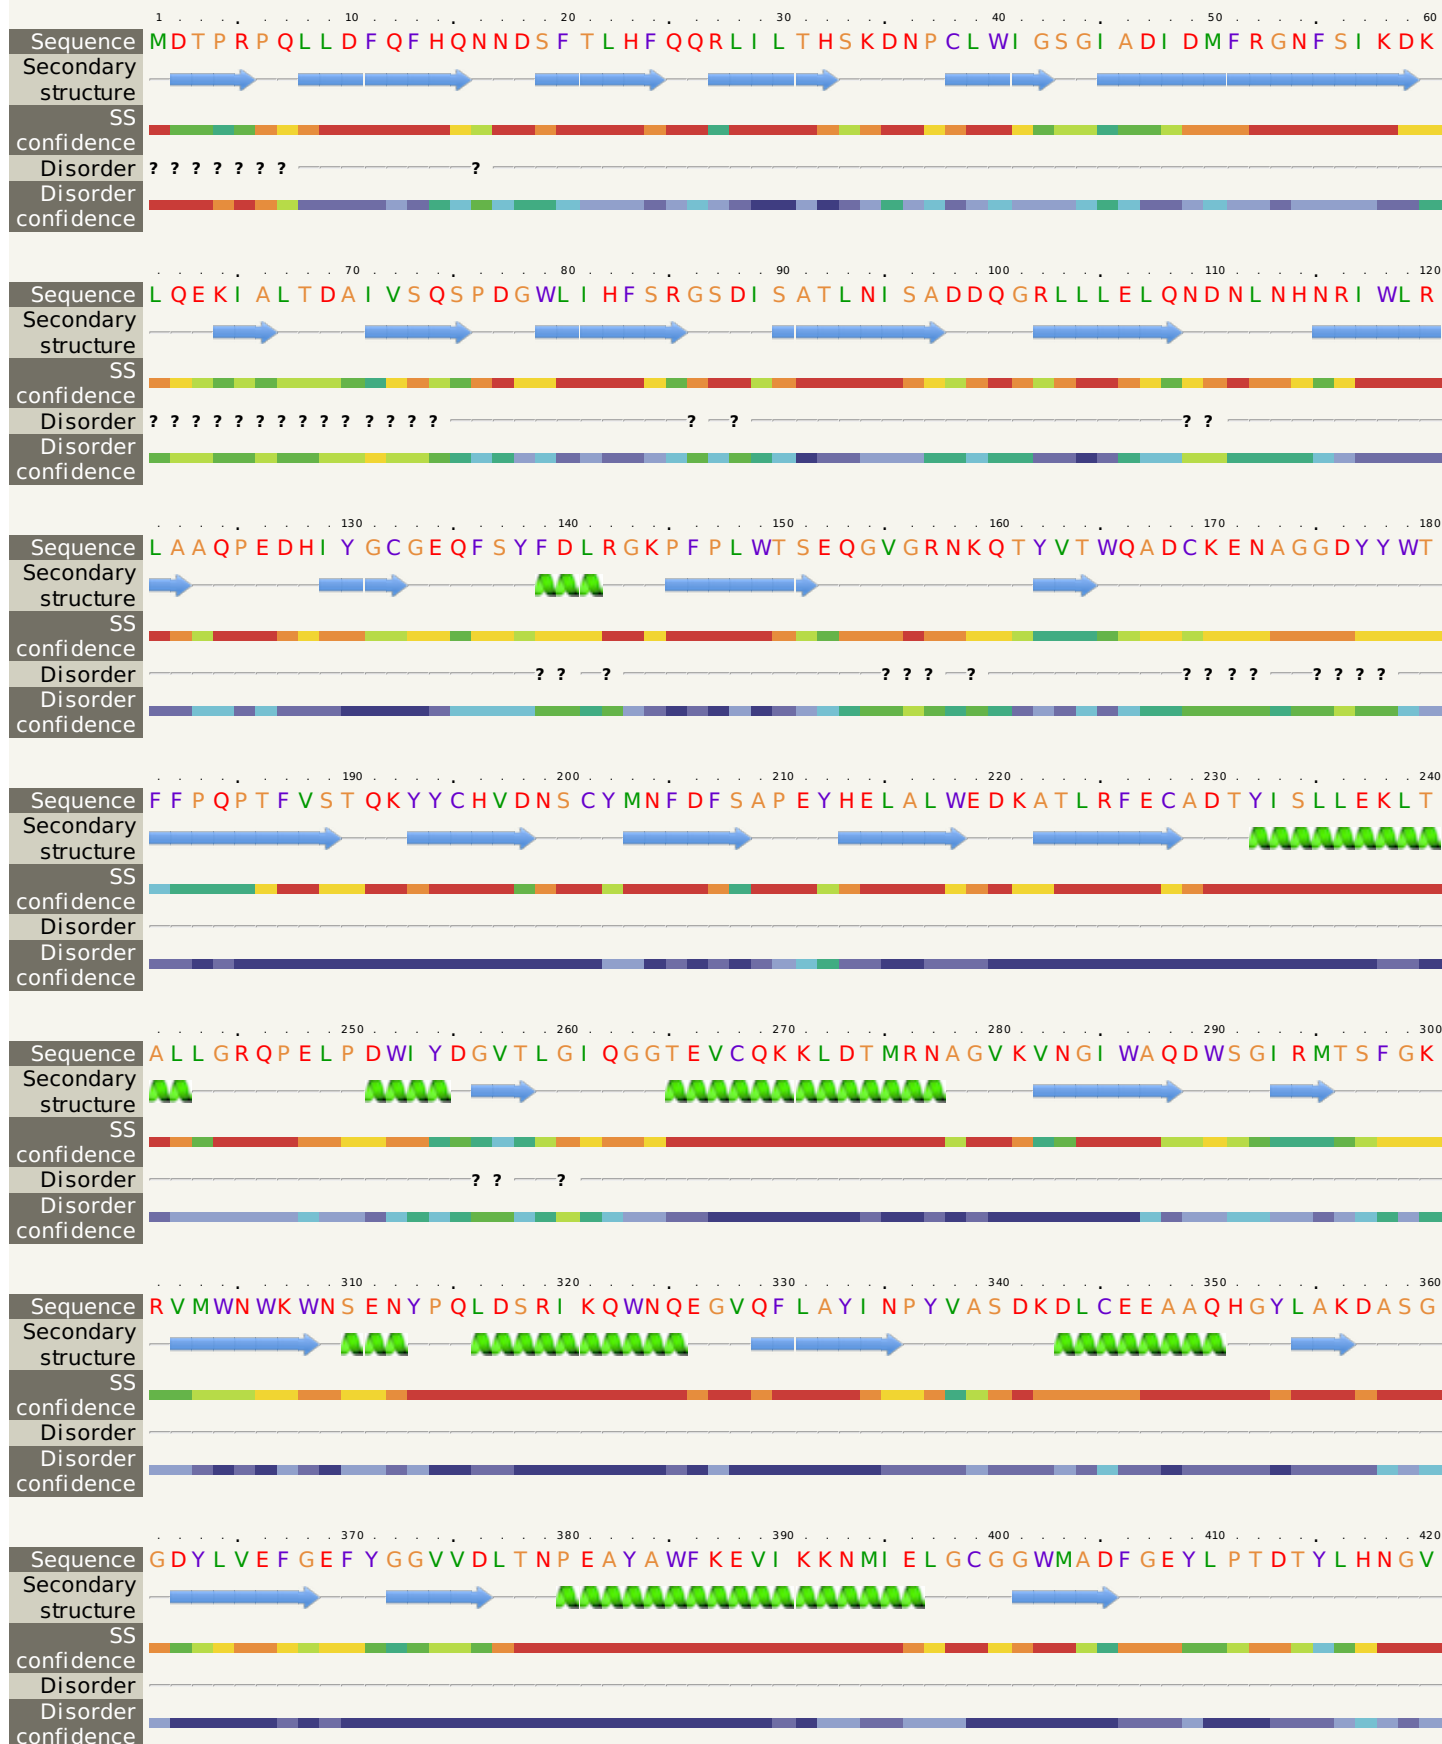 1 10 20 30 40 50 60
Sequence MDTPRPQLLDFQFHQNNDSFTLHFQQRLILTHSKDNPCLWIGSGIADIDMFRGNFSIKDK
Secondary
structure
SS
confidence
Disorder ? ? ? ? ? ? ? ?
Disorder
confidence
70 80 90 100 110 120
Sequence LQEKIALTDAIVSQSPDGWLIHFSRGSDISATLNISADDQGRLLLELQNDNLNHNRIWLR
Secondary
structure
SS
confidence
Disorder ? ? ? ? ? ? ? ? ? ? ? ? ? ? ? ? ? ?
Disorder
confidence
130 140 150 160 170 180
Sequence LAAQPEDHIYGCGEQFSYFDLRGKPFPLWTSEQGVGRNKQTYVTWQADCKENAGGDYYWT
Secondary
structure
SS
confidence
Disorder ? ? ? ? ? ? ? ? ? ? ? ? ? ? ?
Disorder
confidence
190 200 210 220 230 240
Sequence FFPQPTFVSTQKYYCHVDNSCYMNFDFSAPEYHELALWEDKATLRFECADTYISLLEKLT
Secondary
structure
SS
confidence
Disorder
Disorder
confidence
250 260 270 280 290 300
Sequence ALLGRQPELPDWIYDGVTLGIQGGTEVCQKKLDTMRNAGVKVNGIWAQDWSGIRMTSFGK
Secondary
structure
SS
confidence
Disorder ? ? ?
Disorder
confidence
310 320 330 340 350 360
Sequence RVMWNWKWNSENYPQLDSRIKQWNQEGVQFLAYINPYVASDKDLCEEAAQHGYLAKDASG
Secondary
structure
SS
confidence
Disorder
Disorder
confidence
370 380 390 400 410 420
Sequence GDYLVEFGEFYGGVVDLTNPEAYAWFKEVIKKNMIELGCGGWMADFGEYLPTDTYLHNGV
Secondary
structure
SS
confidence
Disorder
Disorder
confidence